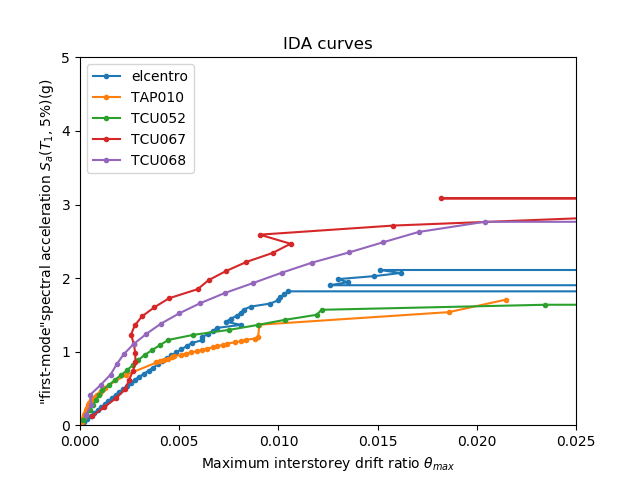 IDA curves
"first-mode"spectral acceleration Sₐ(T₁, 5%)(g)
5
4
3
2
1
0
elcentro
TAP010
TCU052
TCU067
TCU068
0.000 0.005 0.010 0.015 0.020 0.025
Maximum interstorey drift ratio θ_max